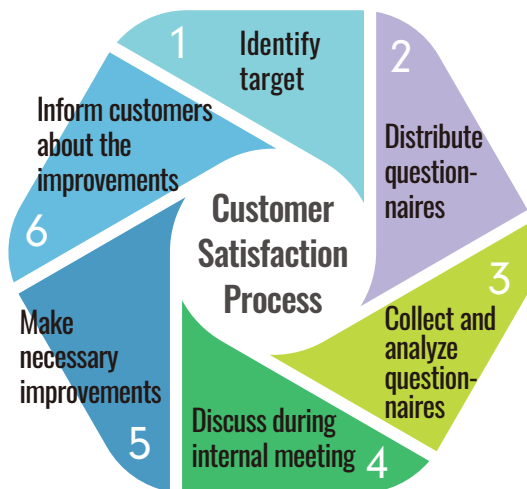 Customer
Satisfaction
Process
1
Identify
target
2
Distribute
question-
naires
3
Collect and
analyze
question-
naires
4
Discuss during
internal meeting
5
Make
necessary
improvements
6
Inform customers
about the
improvements